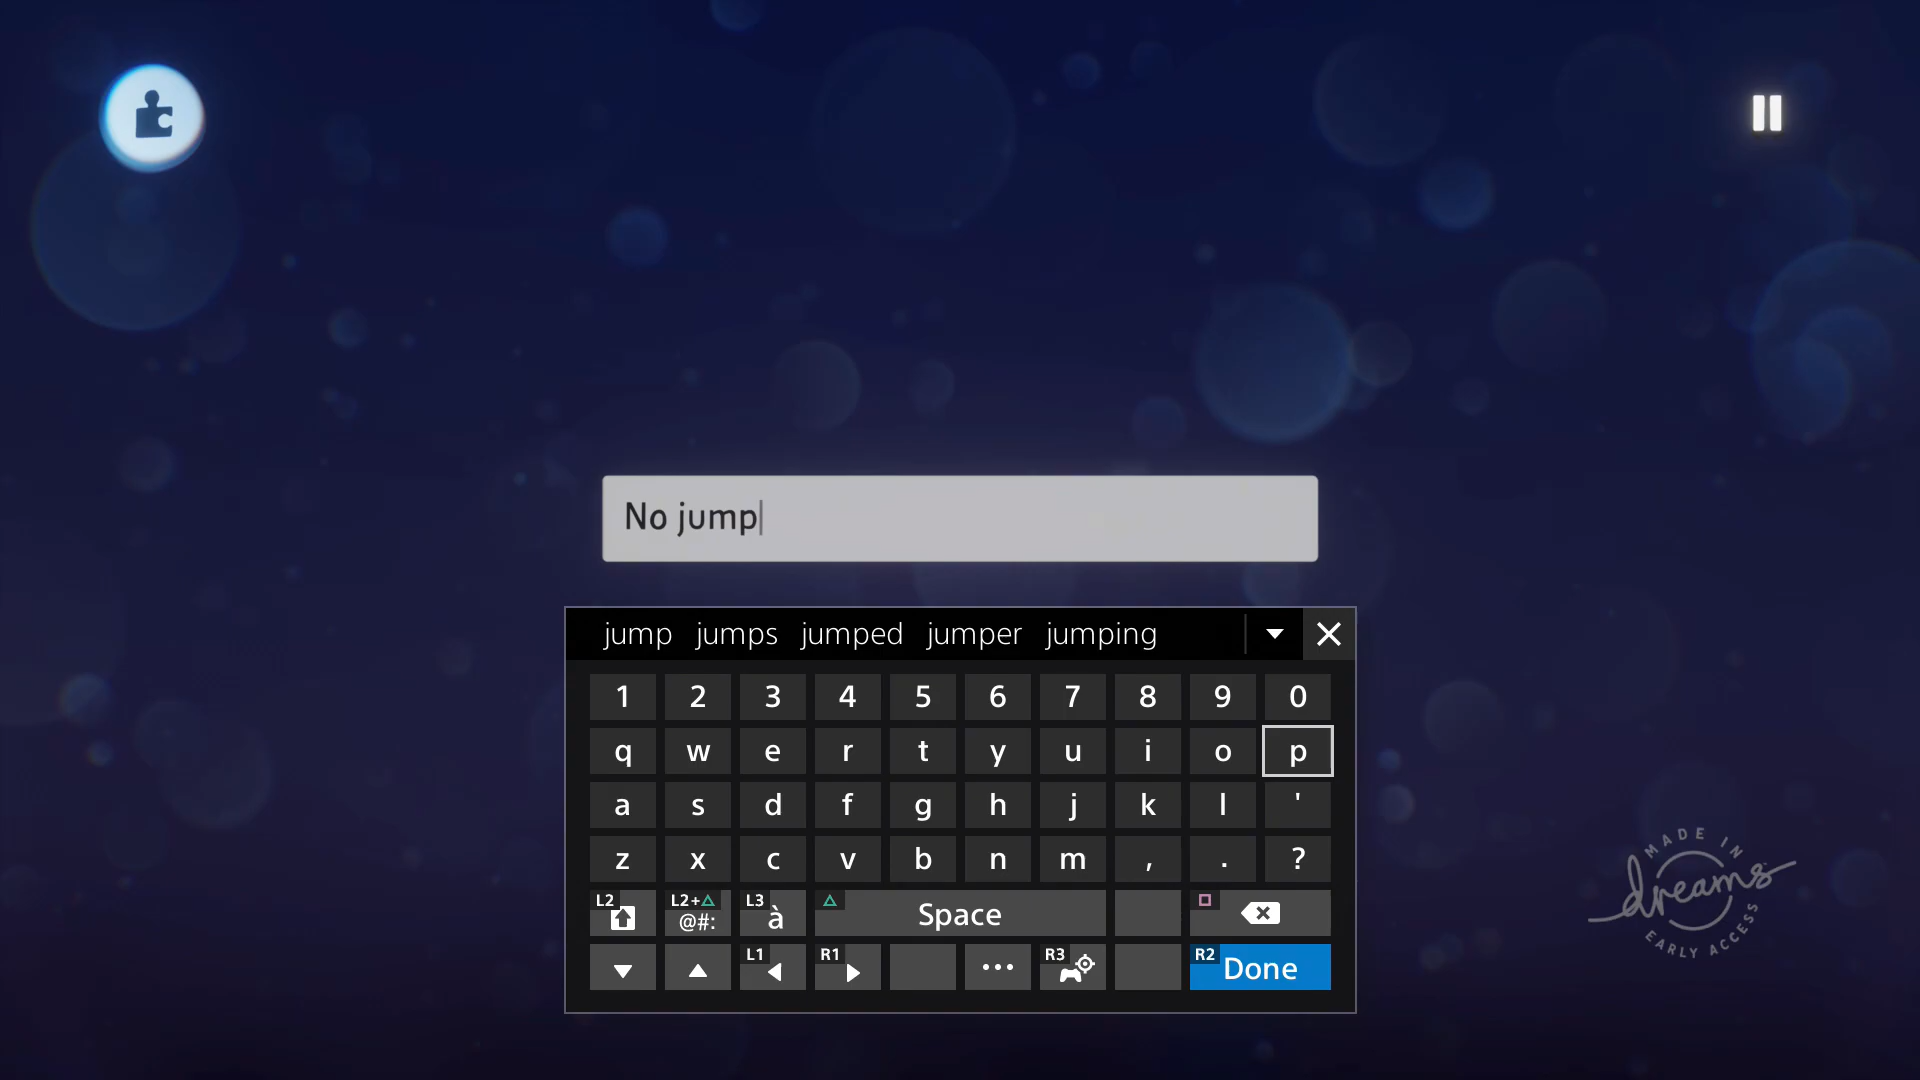 No jump
jump jumps jumped jumper jumping
1 2 3 4 5 6 7 8 9 0
q w e r t y u i o p
a s d f g h j k l '
z x c v b n m , . ?
L2 L2+△ @#: L3 à △ Space
L1 R1 ... R3 R2 Done
MADE IN
dreams
EARLY ACCESS